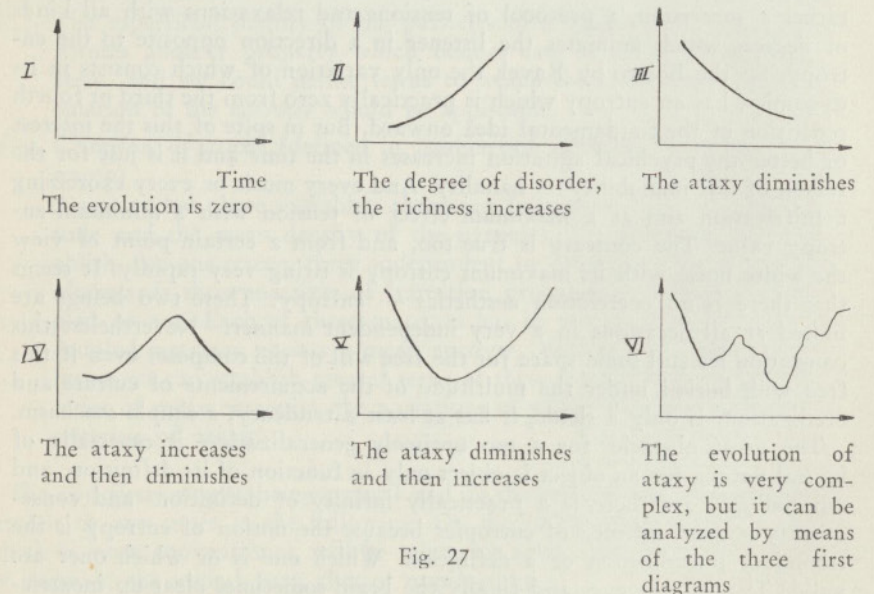 I
II
III
Time
The evolution is zero
The degree of disorder,
the richness increases
The ataxy diminishes
IV
V
VI
The ataxy increases
and then diminishes
The ataxy diminishes
and then increases
The evolution of
ataxy is very com-
plex, but it can be
analyzed by means
of the three first
diagrams
Fig. 27